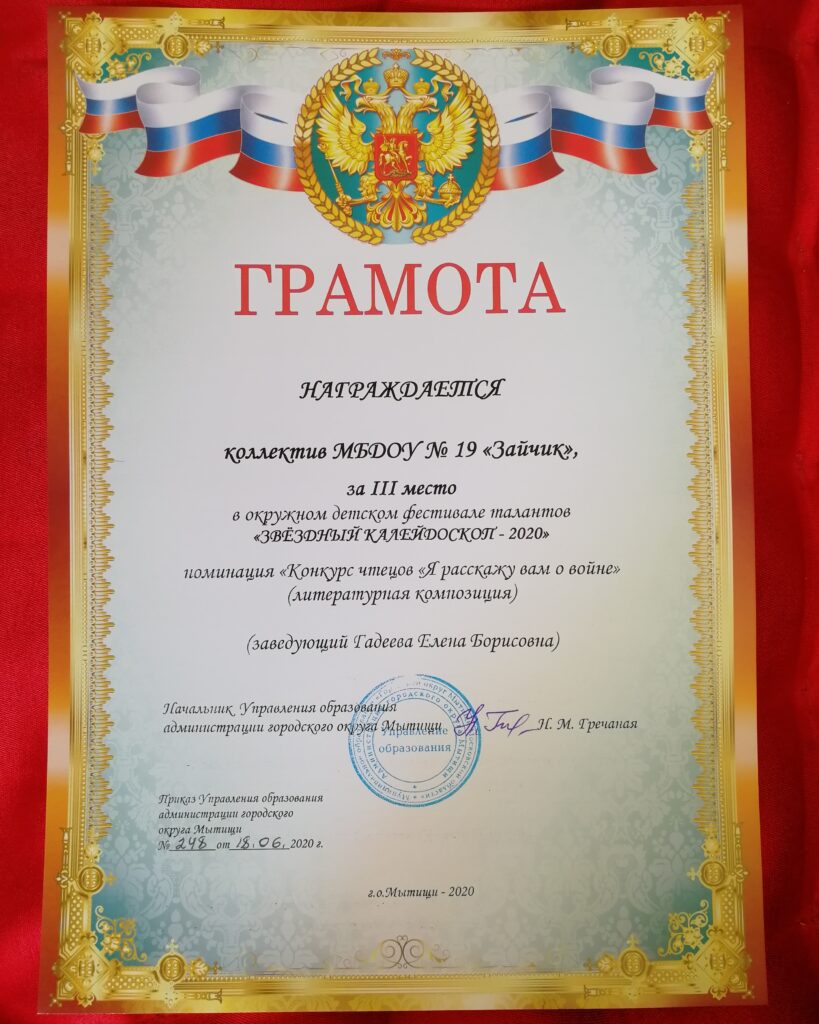 ГРАМОТА
НАГРАЖДАЕТСЯ
коллектив МБДОУ № 19 «Зайчик»,
за III место
в окружном детском фестивале талантов
«ЗВЁЗДНЫЙ КАЛЕЙДОСКОП - 2020»
номинация «Конкурс чтецов «Я расскажу вам о войне»
(литературная композиция)
(заведующий Гадеева Елена Борисовна)
Начальник Управления образования
администрации городского округа Мытищи Н. М. Гречаная
Управление
образования
Приказ Управления образования
администрации городского
округа Мытищи
№ 248 от 18.06. 2020 г.
г.о.Мытищи - 2020